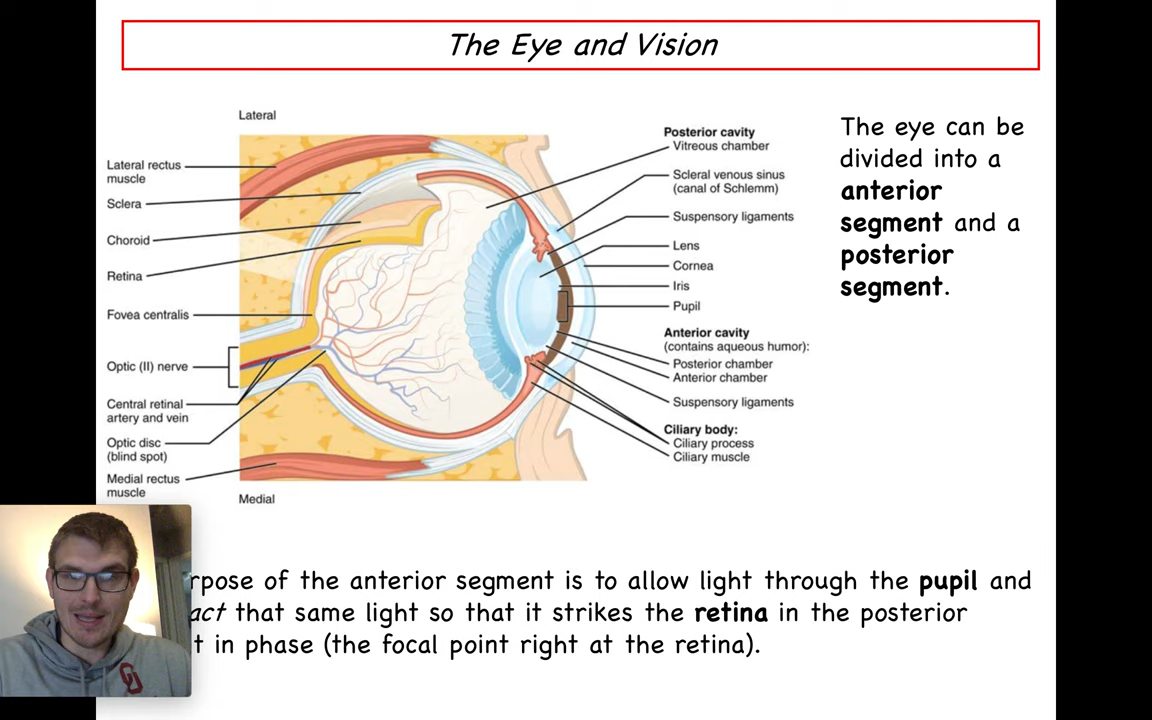 The Eye and Vision
Lateral
Lateral rectus
muscle
Sclera
Choroid
Retina
Fovea centralis
Optic (II) nerve
Central retinal
artery and vein
Optic disc
(blind spot)
Medial rectus
muscle
Medial
Posterior cavity
Vitreous chamber
Scleral venous sinus
(canal of Schlemm)
Suspensory ligaments
Lens
Cornea
Iris
Pupil
Anterior cavity
(contains aqueous humor):
Posterior chamber
Anterior chamber
Suspensory ligaments
Ciliary body:
Ciliary process
Ciliary muscle
The eye can be
divided into a
anterior
segment and a
posterior
segment.
of the anterior segment is to allow light through the pupil and
that same light so that it strikes the retina in the posterior
in phase (the focal point right at the retina).